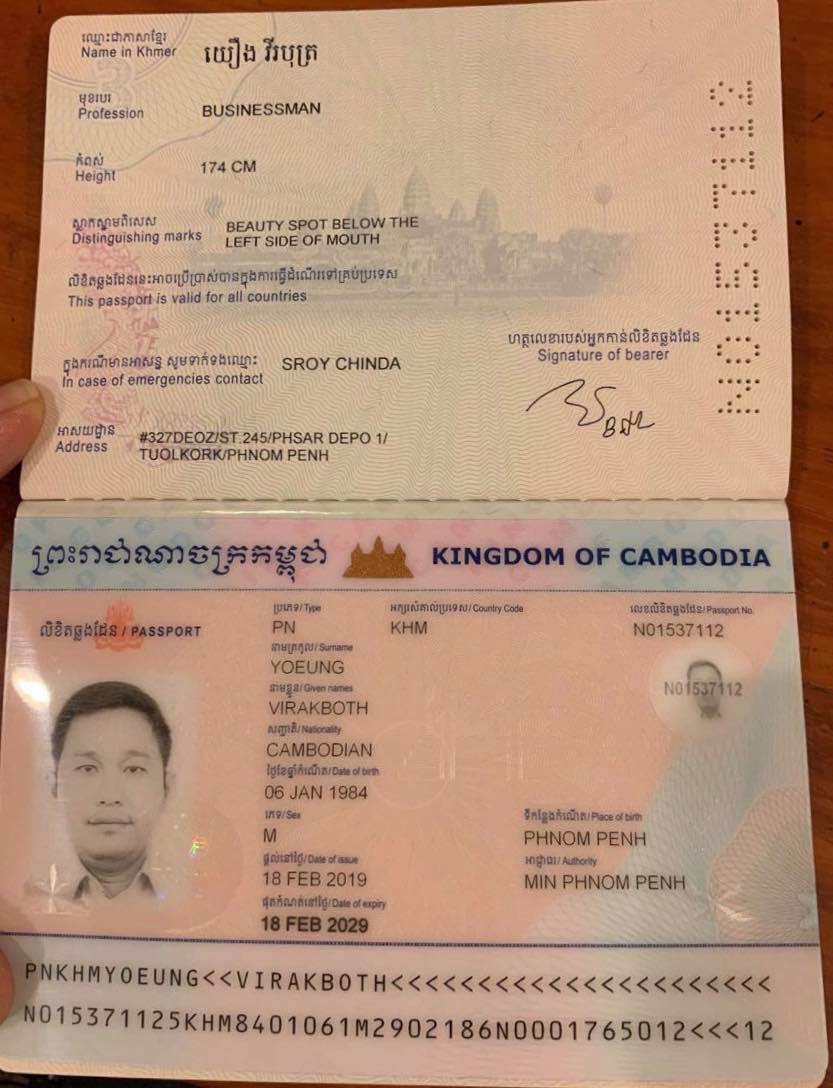 ឈ្មោះជាភាសាខ្មែរ
Name in Khmer
យឿង វីរបុត្រ
មុខរបរ
Profession
BUSINESSMAN
កំពស់
Height
174 CM
ស្លាកស្នាមពិសេស
Distinguishing marks
BEAUTY SPOT BELOW THE
LEFT SIDE OF MOUTH
លិខិតឆ្លងដែននេះអាចប្រើប្រាស់បានក្នុងការធ្វើដំណើរទៅគ្រប់ប្រទេស
This passport is valid for all countries
ហត្ថលេខារបស់អ្នកកាន់លិខិតឆ្លងដែន
Signature of bearer
ក្នុងករណីមានអាសន្ន សូមទាក់ទងឈ្មោះ
In case of emergencies contact
SROY CHINDA
អាសយដ្ឋាន
Address
#327DEOZ/ST.245/PHSAR DEPO 1/
TUOLKORK/PHNOM PENH
N01537112
ព្រះរាជាណាចក្រកម្ពុជា
KINGDOM OF CAMBODIA
លិខិតឆ្លងដែន / PASSPORT
ប្រភេទ/Type
PN
អក្សរសំគាល់ប្រទេស/Country Code
KHM
លេខលិខិតឆ្លងដែន/Passport No.
N01537112
នាមត្រកូល/Surname
YOEUNG
នាមខ្លួន/Given names
VIRAKBOTH
N01537112
សញ្ជាតិ/Nationality
CAMBODIAN
ថ្ងៃខែឆ្នាំកំណើត/Date of birth
06 JAN 1984
ភេទ/Sex
M
ទីកន្លែងកំណើត/Place of birth
PHNOM PENH
ផ្តល់នៅថ្ងៃ/Date of issue
18 FEB 2019
អាជ្ញាធរ/Authority
MIN PHNOM PENH
ផុតកំណត់នៅថ្ងៃ/Date of expiry
18 FEB 2029
PNKHMYOEUNG<<VIRAKBOTH<<<<<<<<<<<<<<<<<<<<<<
N015371125KHM8401061M2902186N0001765012<<<12